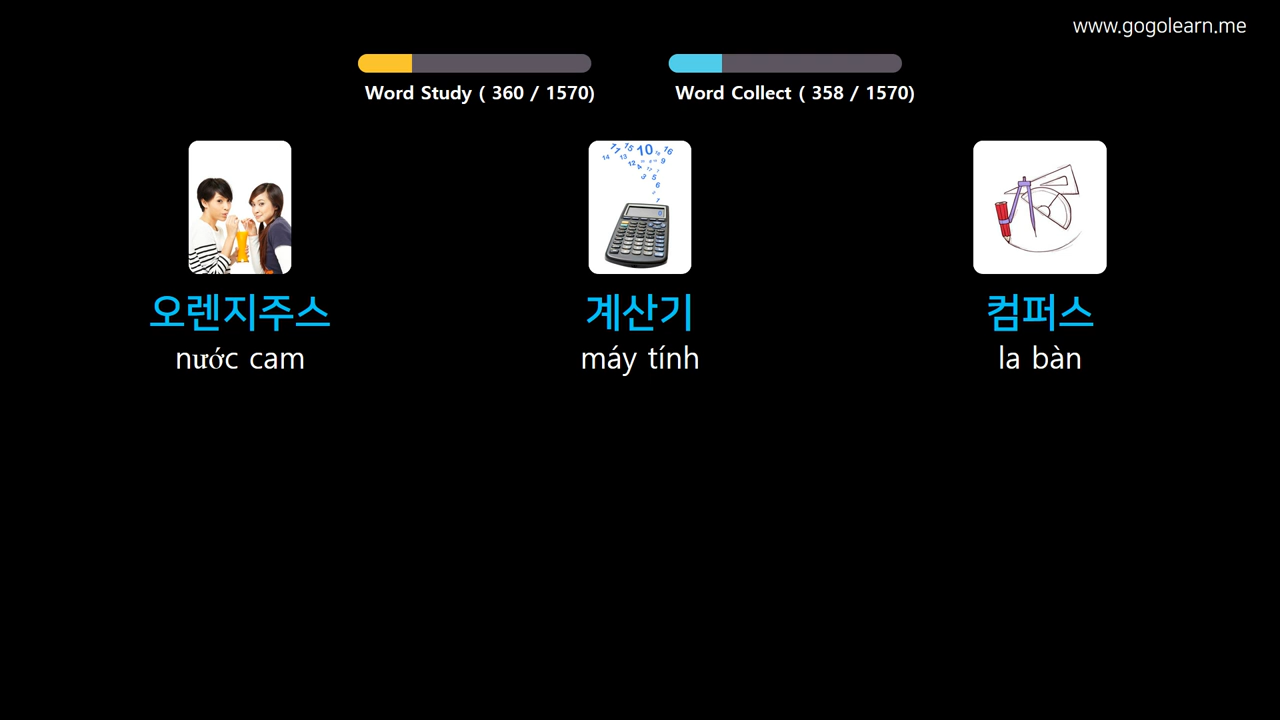 www.gogolearn.me
Word Study ( 360 / 1570)
Word Collect ( 358 / 1570)
오렌지주스
nước cam
계산기
máy tính
컴퍼스
la bàn